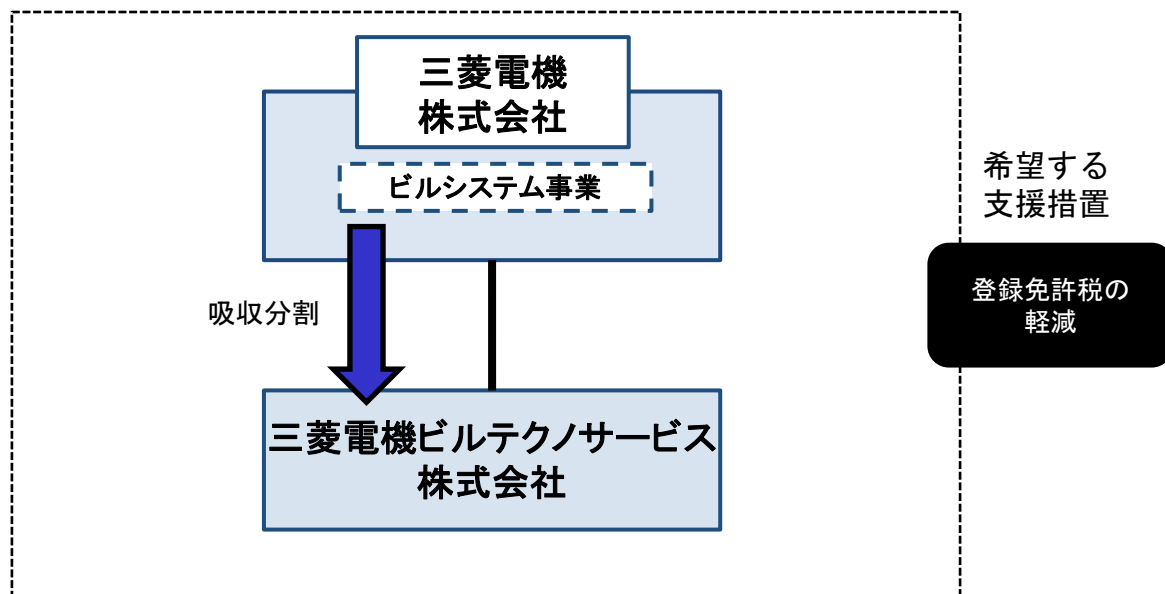 三菱電機
株式会社
ビルシステム事業
吸収分割
三菱電機ビルテクノサービス
株式会社
希望する
支援措置
登録免許税の
軽減